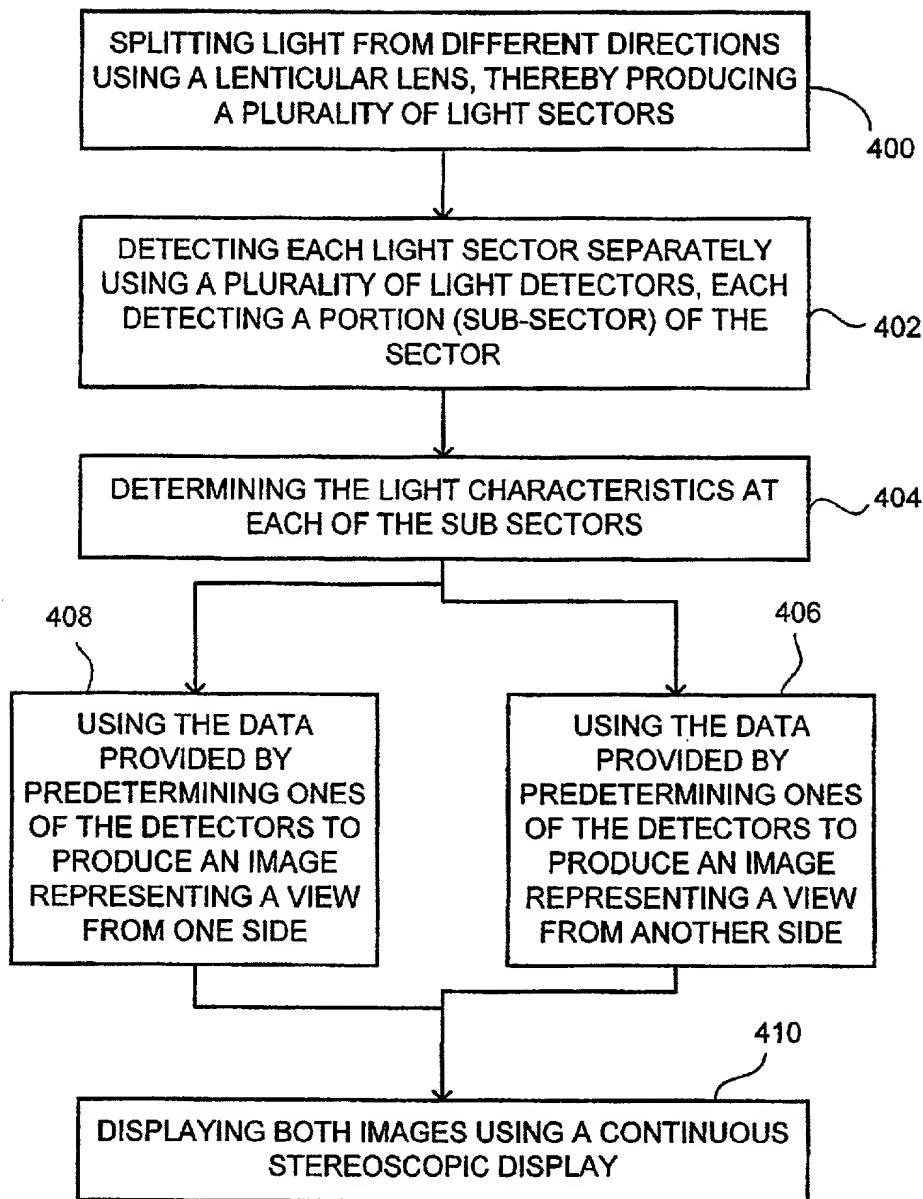 SPLITTING LIGHT FROM DIFFERENT DIRECTIONS
USING A LENTICULAR LENS, THEREBY PRODUCING
A PLURALITY OF LIGHT SECTORS
400
DETECTING EACH LIGHT SECTOR SEPARATELY
USING A PLURALITY OF LIGHT DETECTORS, EACH
DETECTING A PORTION (SUB-SECTOR) OF THE
SECTOR
402
DETERMINING THE LIGHT CHARACTERISTICS AT
EACH OF THE SUB SECTORS
404
408
USING THE DATA
PROVIDED BY
PREDETERMINING ONES
OF THE DETECTORS TO
PRODUCE AN IMAGE
REPRESENTING A VIEW
FROM ONE SIDE
406
USING THE DATA
PROVIDED BY
PREDETERMINING ONES
OF THE DETECTORS TO
PRODUCE AN IMAGE
REPRESENTING A VIEW
FROM ANOTHER SIDE
410
DISPLAYING BOTH IMAGES USING A CONTINUOUS
STEREOSCOPIC DISPLAY